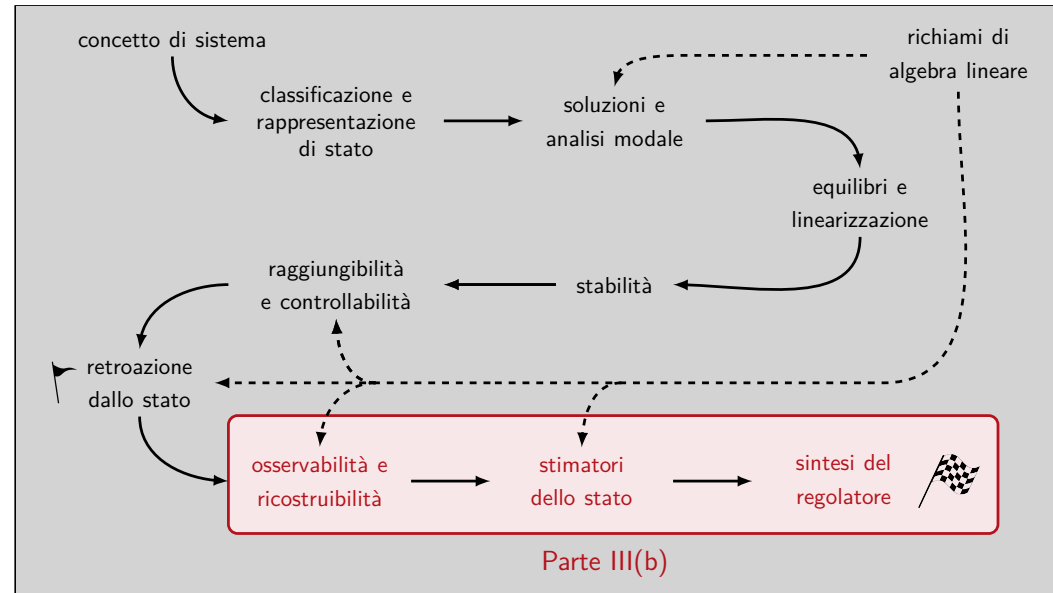 concetto di sistema
richiami di
algebra lineare
classificazione e
rappresentazione
di stato
soluzioni e
analisi modale
equilibri e
linearizzazione
stabilità
raggiungibilità
e controllabilità
retroazione
dallo stato
osservabilità e
ricostruibilità
stimatori
dello stato
sintesi del
regolatore
Parte III(b)